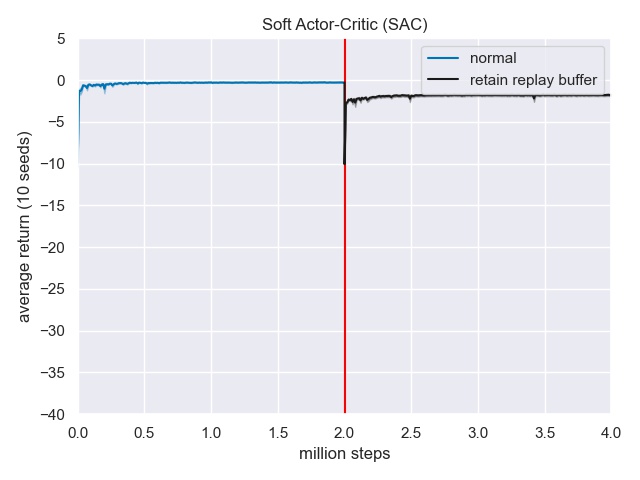 Soft Actor-Critic (SAC)
normal
retain replay buffer
average return (10 seeds)
5
0
−5
−10
−15
−20
−25
−30
−35
−40
0.0 0.5 1.0 1.5 2.0 2.5 3.0 3.5 4.0
million steps